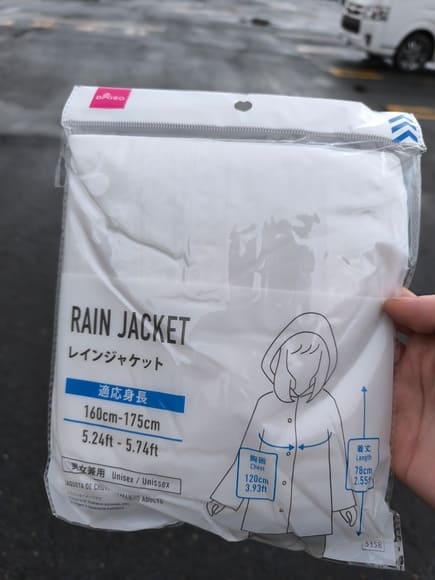 DAISO
RAIN JACKET
レインジャケット
適応身長
160cm-175cm
5.24ft - 5.74ft
男女兼用 Unisex / Unissex
胸囲
Chess
120cm
3.93ft
着丈
Length
78cm
2.55ft